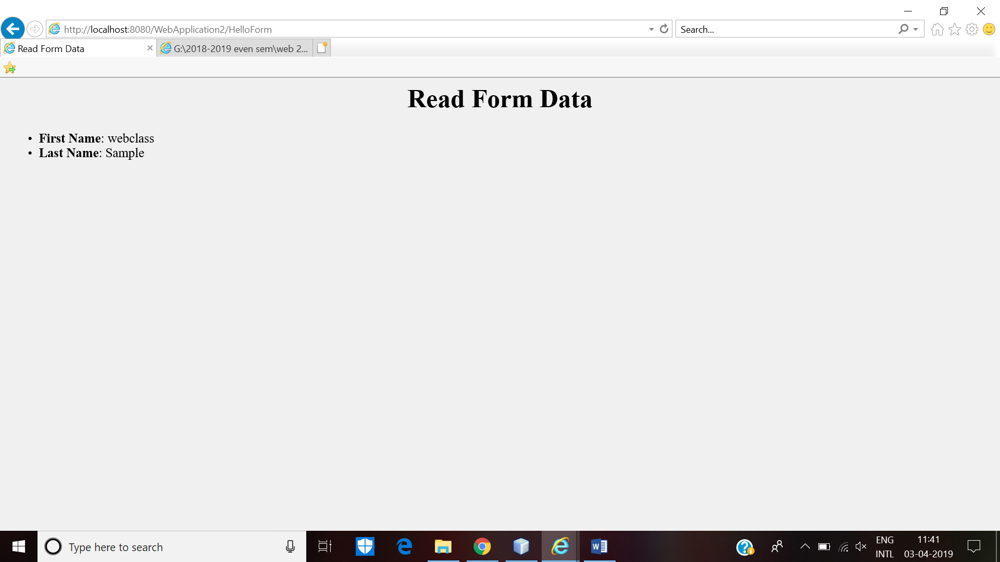 http://localhost:8080/WebApplication2/HelloForm
Search...
Read Form Data
G:\2018-2019 even sem\web 2...
Read Form Data
• First Name: webclass
• Last Name: Sample
Type here to search
ENG
INTL
11:41
03-04-2019